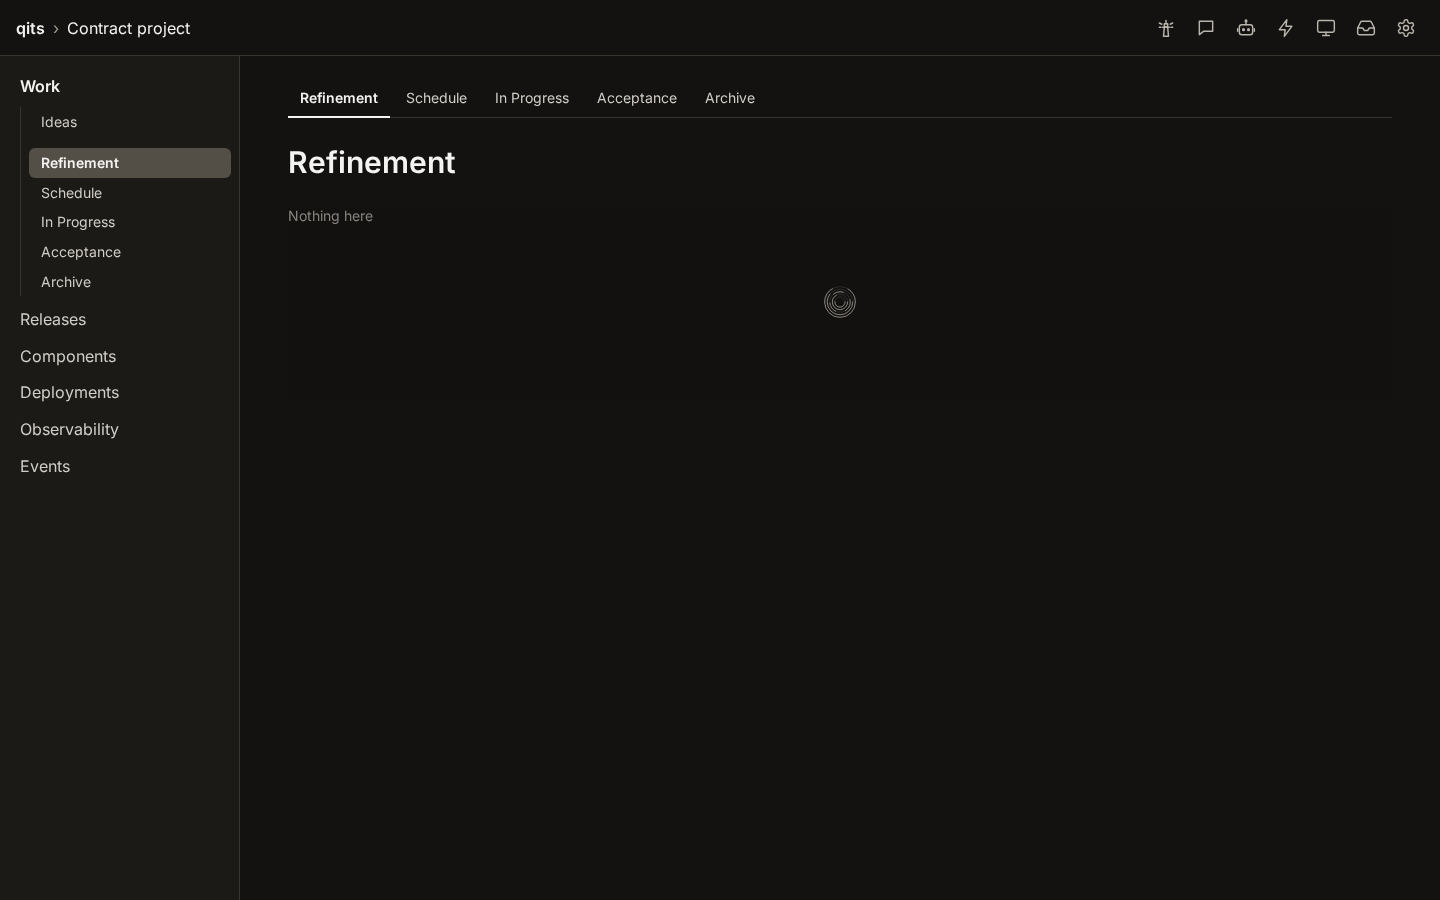 qits › Contract project
Work
Ideas
Refinement
Schedule
In Progress
Acceptance
Archive
Releases
Components
Deployments
Observability
Events
Refinement Schedule In Progress Acceptance Archive
Refinement
Nothing here